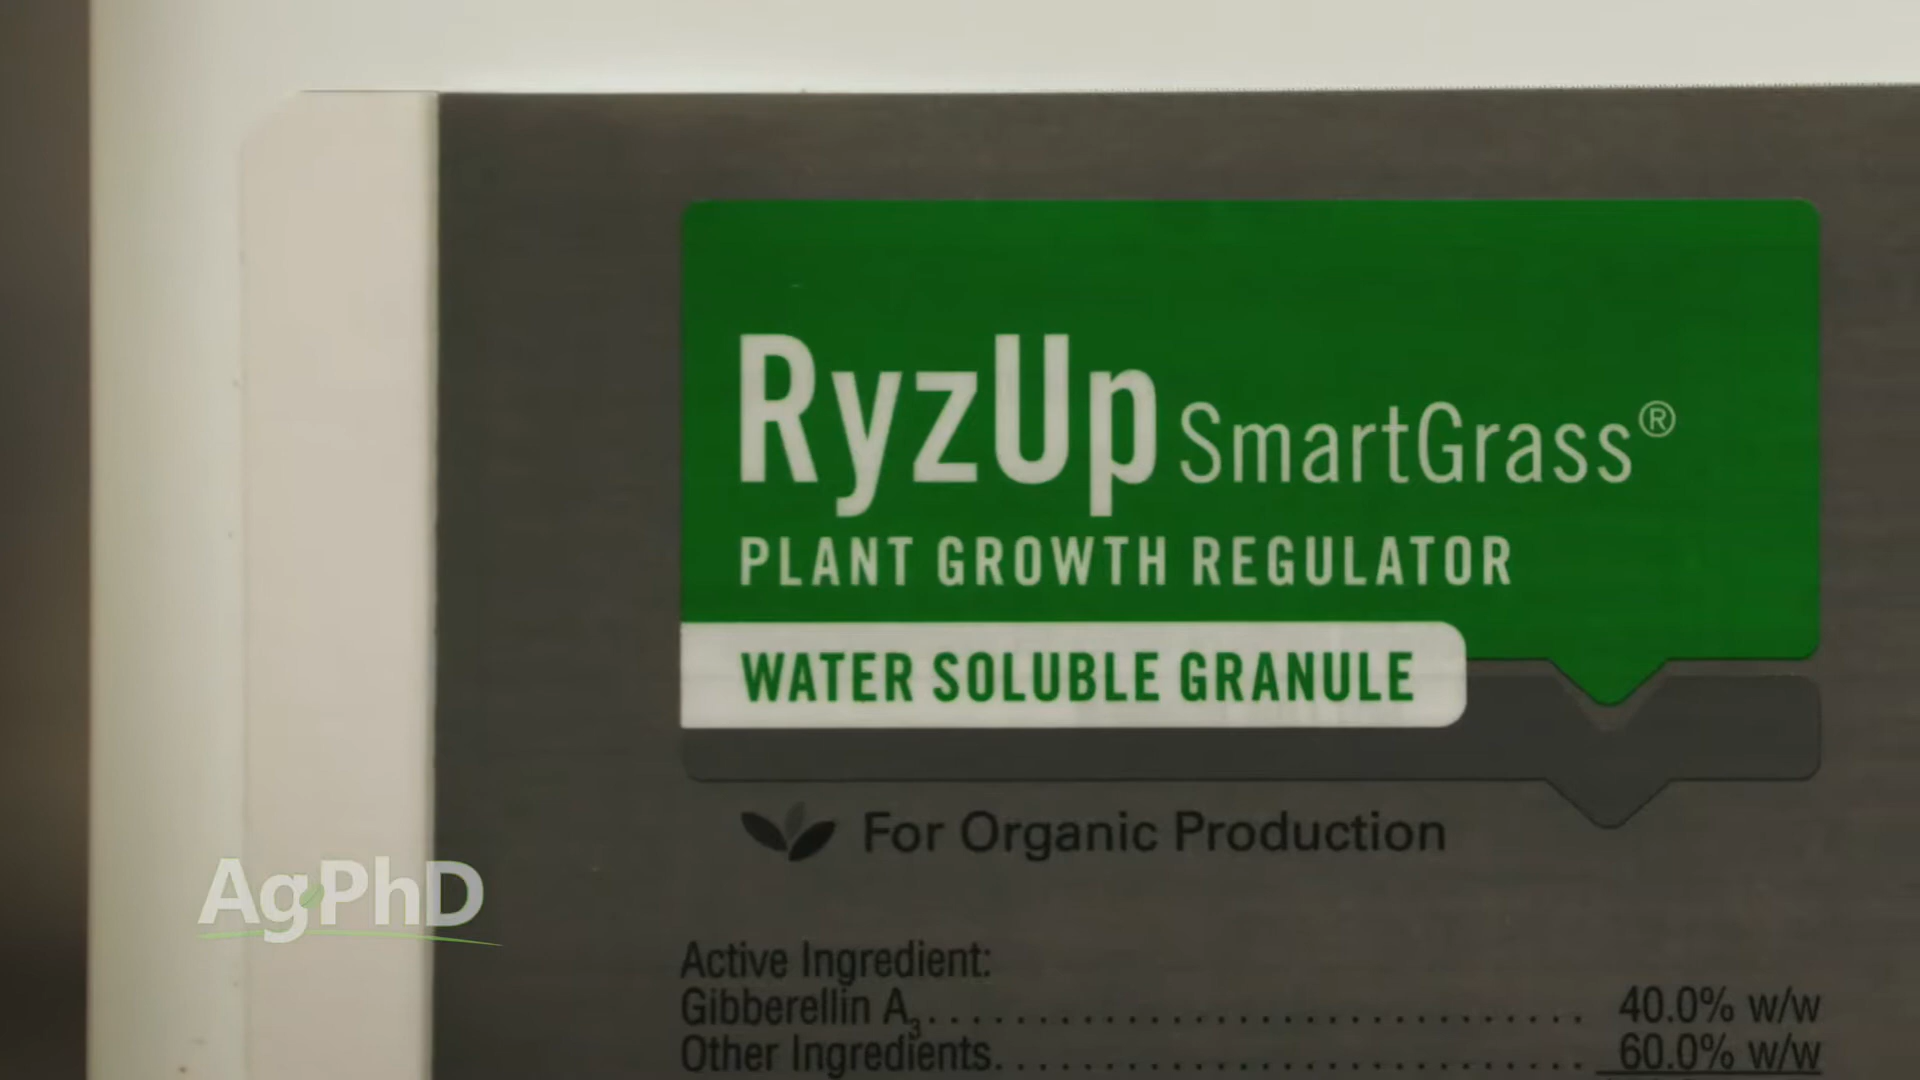 RyzUp SmartGrass®
PLANT GROWTH REGULATOR
WATER SOLUBLE GRANULE
For Organic Production
AgPhD
Active Ingredient:
Gibberellin A₃.............................. 40.0% w/w
Other Ingredients........................... 60.0% w/w